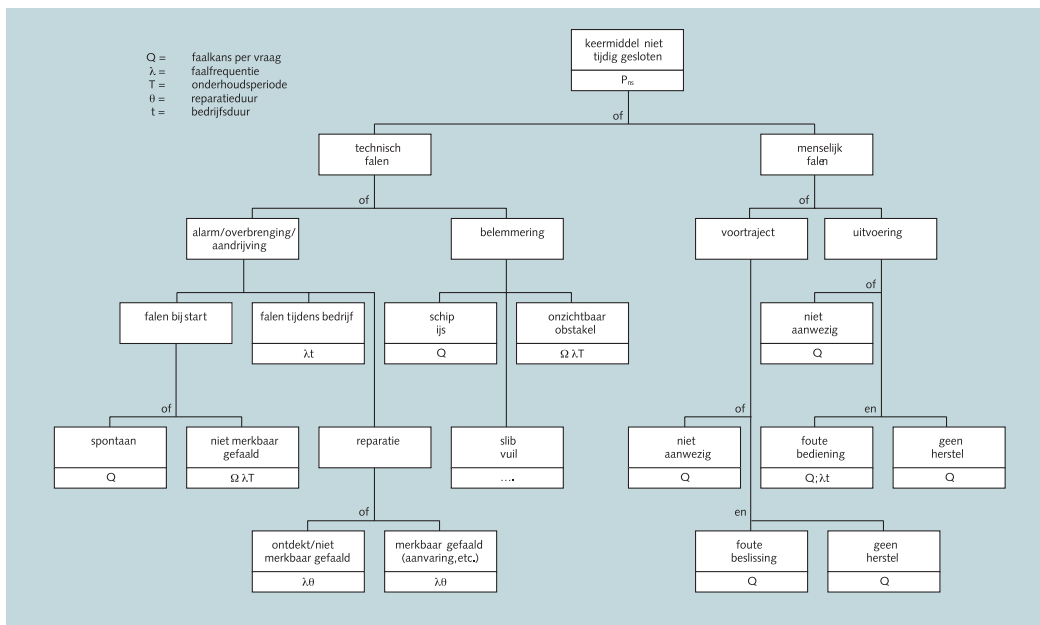 Q = faalkans per vraag
λ = faalfrequentie
T = onderhoudsperiode
θ = reparatieduur
t = bedrijfsduur
keermiddel niet
tijdig gesloten
Pns
of
technisch
falen
menselijk
falen
of
of
alarm/overbrenging/
aandrijving
belemmering
voortraject
uitvoering
of
falen bij start
falen tijdens bedrijf
λt
schip
ijs
Q
onzichtbaar
obstakel
Ω λT
niet
aanwezig
Q
of
of
en
spontaan
Q
niet merkbaar
gefaald
Ω λT
reparatie
slib
vuil
....
niet
aanwezig
Q
foute
bediening
Q;λt
geen
herstel
Q
of
en
ontdekt/niet
merkbaar gefaald
λθ
merkbaar gefaald
(aanvaring,etc.)
λθ
foute
beslissing
Q
geen
herstel
Q